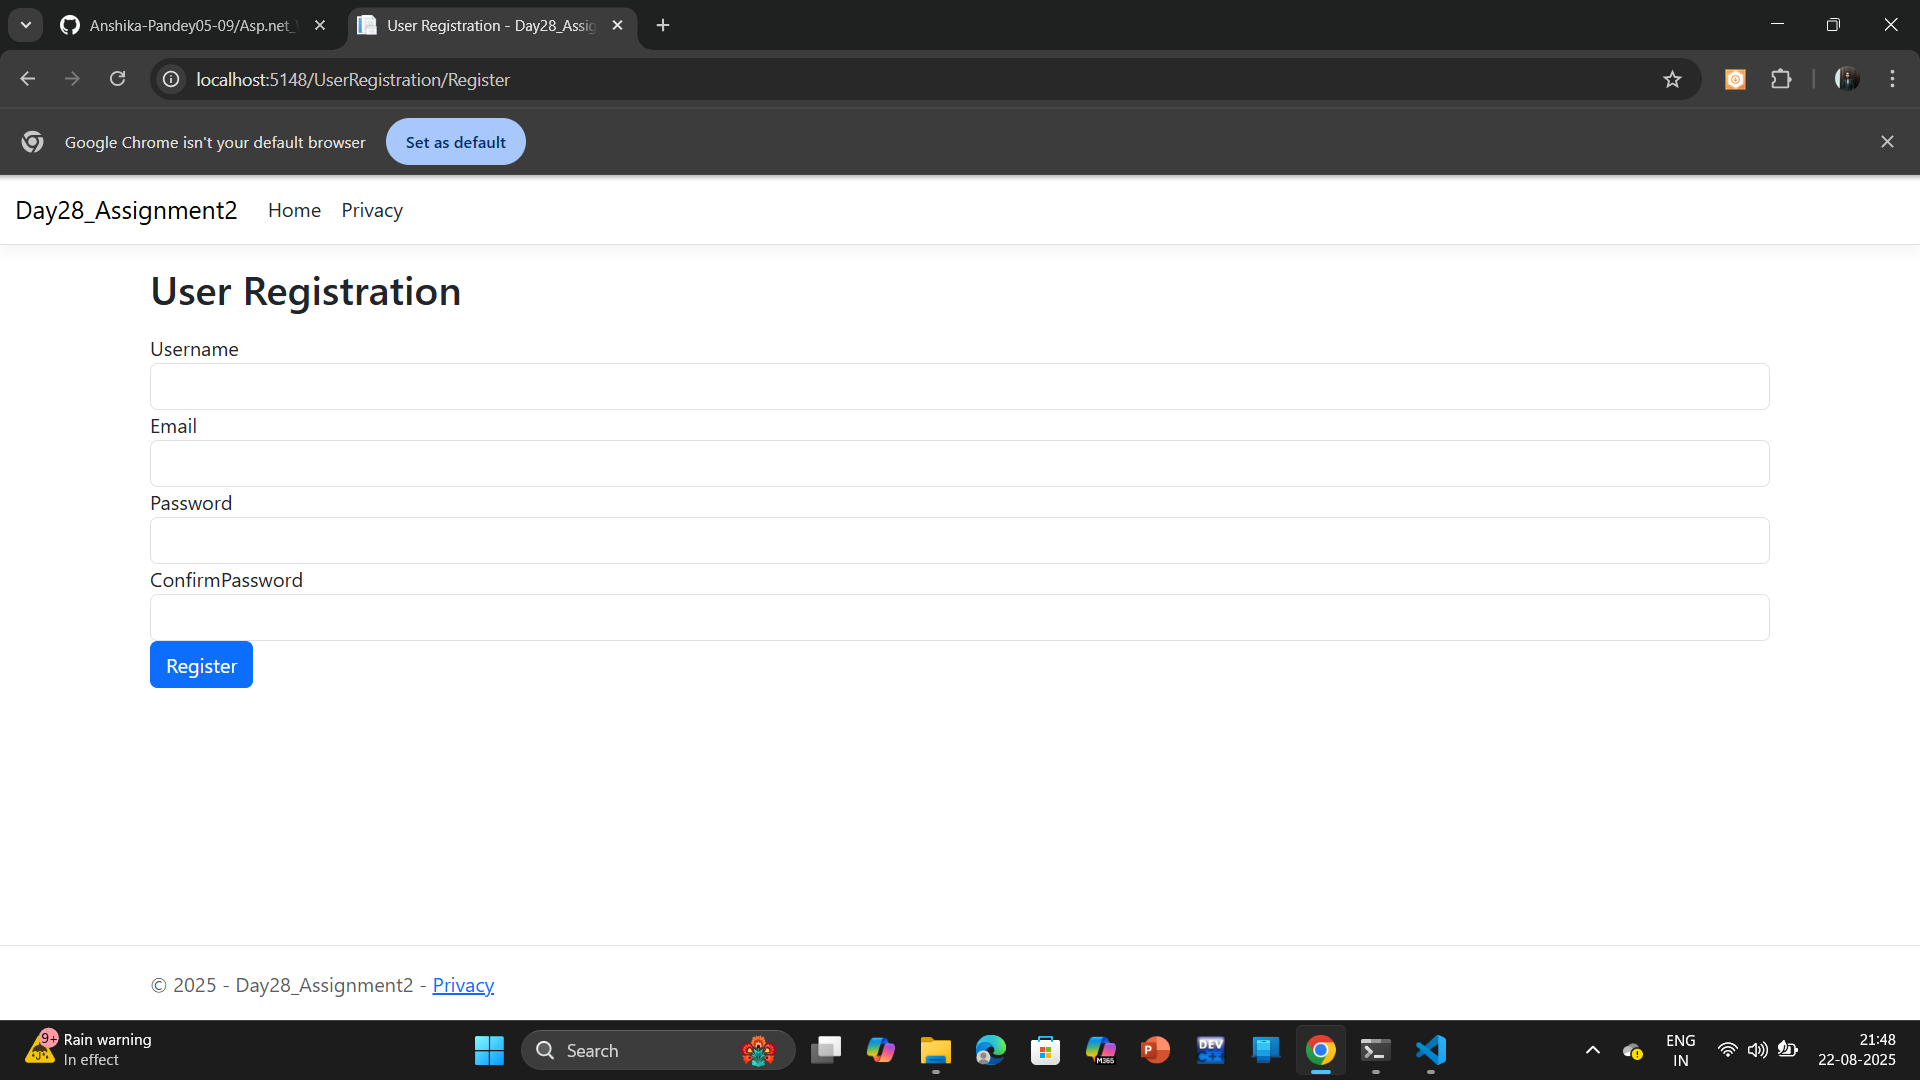 Anshika-Pandey05-09/Asp.net_
User Registration - Day28_Assig
localhost:5148/UserRegistration/Register
Google Chrome isn't your default browser
Set as default
Day28_Assignment2
Home
Privacy
User Registration
Username
Email
Password
ConfirmPassword
Register
© 2025 - Day28_Assignment2 - Privacy
9+
Rain warning
In effect
Search
M365
P
DEV
ENG
IN
21:48
22-08-2025